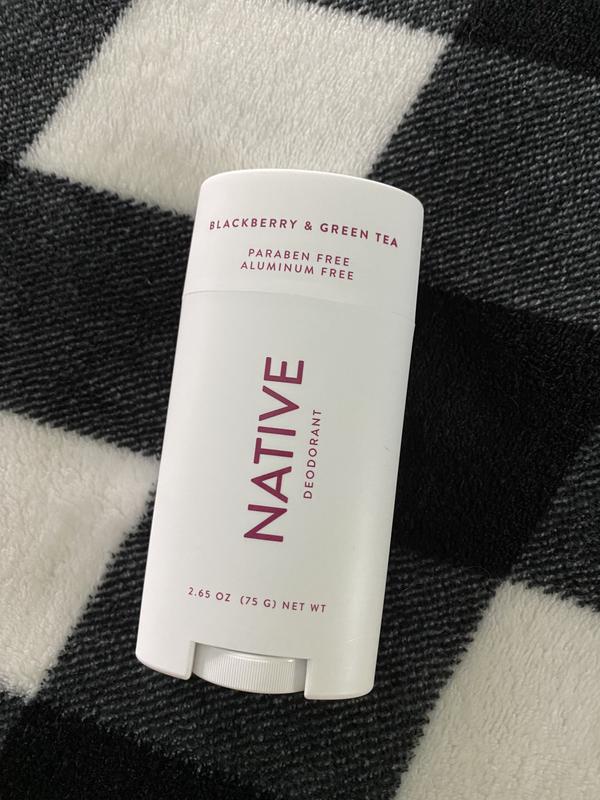 BLACKBERRY & GREEN TEA
PARABEN FREE
ALUMINUM FREE
NATIVE
DEODORANT
2.65 OZ (75 G) NET WT